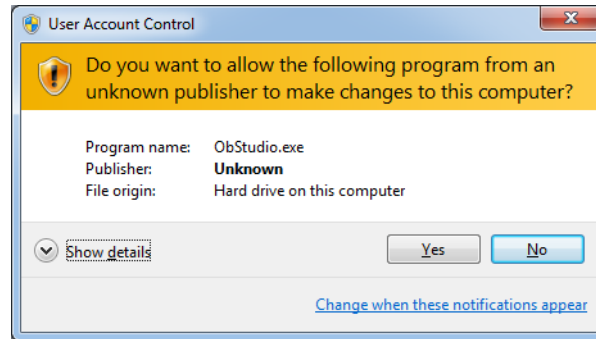 User Account Control
Do you want to allow the following program from an
unknown publisher to make changes to this computer?
Program name: ObStudio.exe
Publisher: Unknown
File origin: Hard drive on this computer
Show details
Yes No
Change when these notifications appear